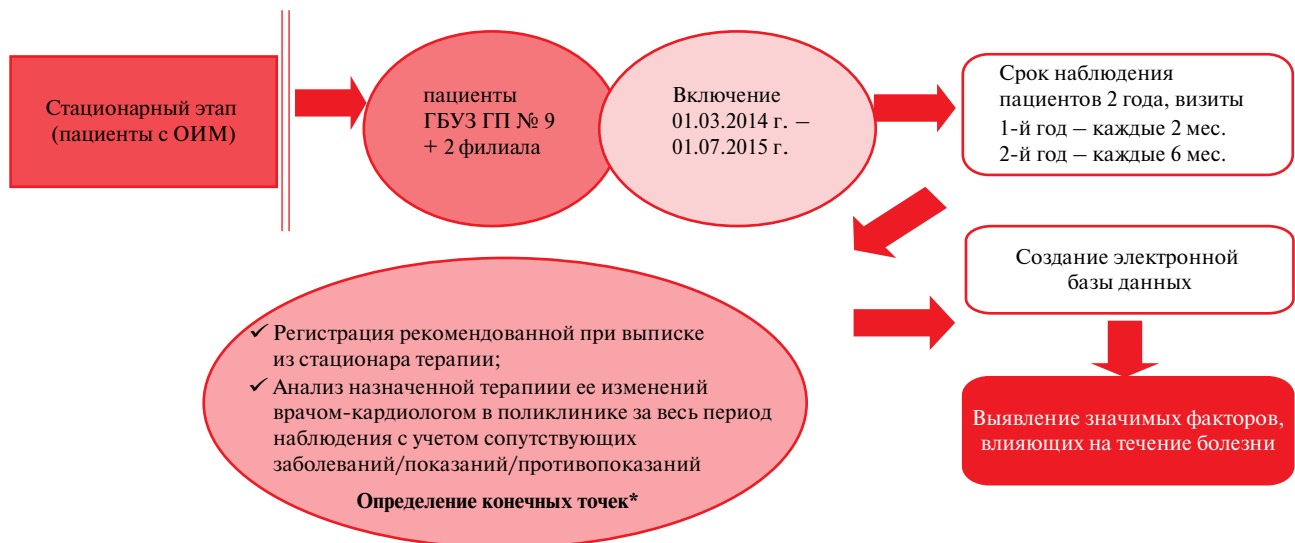 Стационарный этап
(пациенты с ОИМ)
пациенты
ГБУЗ ГП № 9
+ 2 филиала
Включение
01.03.2014 г. –
01.07.2015 г.
Срок наблюдения
пациентов 2 года, визиты
1-й год – каждые 2 мес.
2-й год – каждые 6 мес.
✓ Регистрация рекомендованной при выписке
из стационара терапии;
✓ Анализ назначенной терапиии ее изменений
врачом-кардиологом в поликлинике за весь период
наблюдения с учетом сопутствующих
заболеваний/показаний/противопоказаний
Определение конечных точек*
Создание электронной
базы данных
Выявление значимых факторов,
влияющих на течение болезни